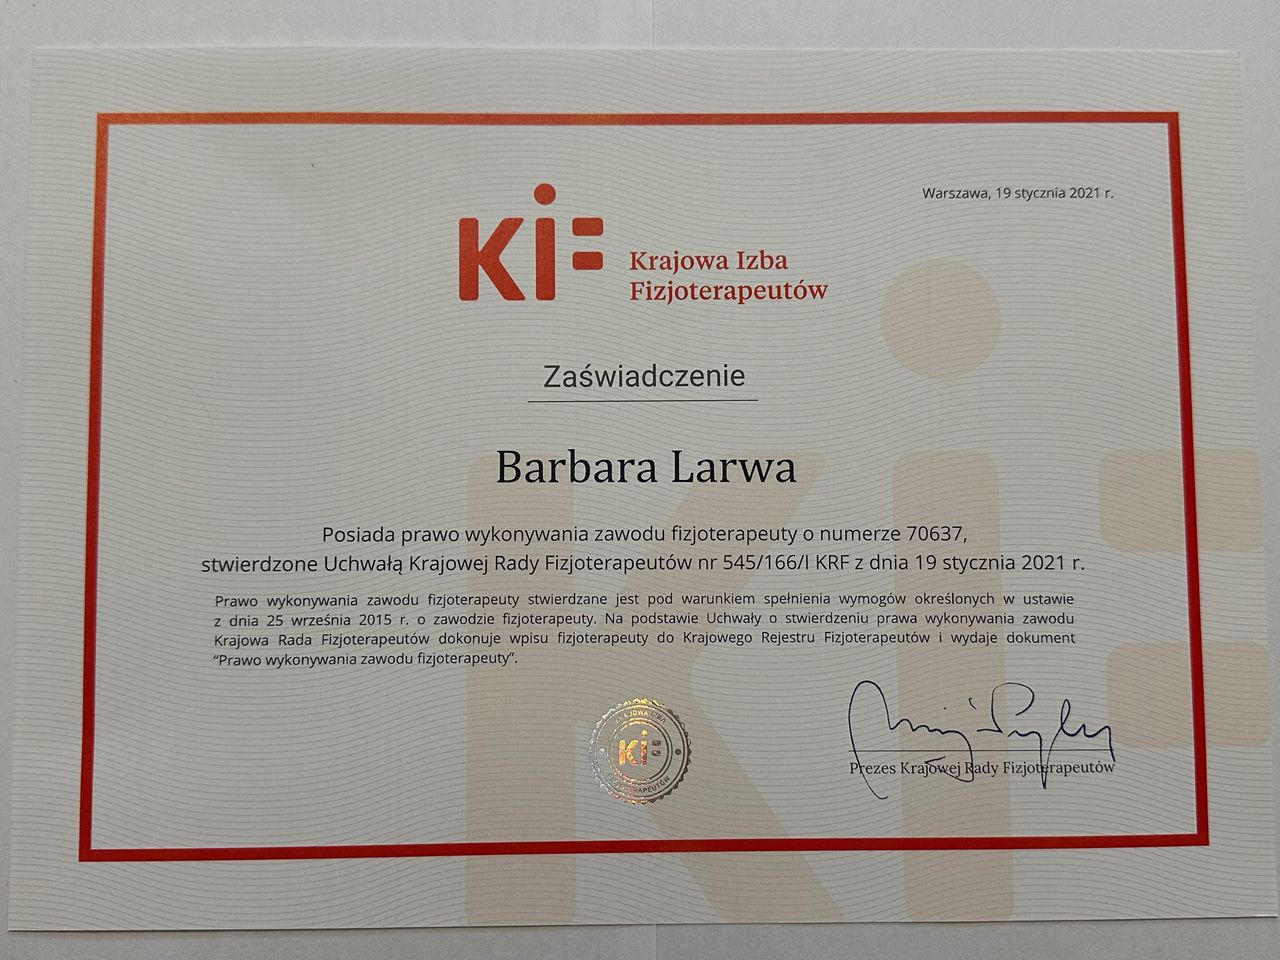 Warszawa, 19 stycznia 2021 r.
KiF
Krajowa Izba
Fizjoterapeutów
Zaświadczenie
Barbara Larwa
Posiada prawo wykonywania zawodu fizjoterapeuty o numerze 70637,
stwierdzone Uchwałą Krajowej Rady Fizjoterapeutów nr 545/166/I KRF z dnia 19 stycznia 2021 r.
Prawo wykonywania zawodu fizjoterapeuty stwierdzane jest pod warunkiem spełnienia wymogów określonych w ustawie
z dnia 25 września 2015 r. o zawodzie fizjoterapeuty. Na podstawie Uchwały o stwierdzeniu prawa wykonywania zawodu
Krajowa Rada Fizjoterapeutów dokonuje wpisu fizjoterapeuty do Krajowego Rejestru Fizjoterapeutów i wydaje dokument
“Prawo wykonywania zawodu fizjoterapeuty”.
KRAJOWA IZBA
KiF
FIZJOTERAPEUTÓW
Prezes Krajowej Rady Fizjoterapeutów